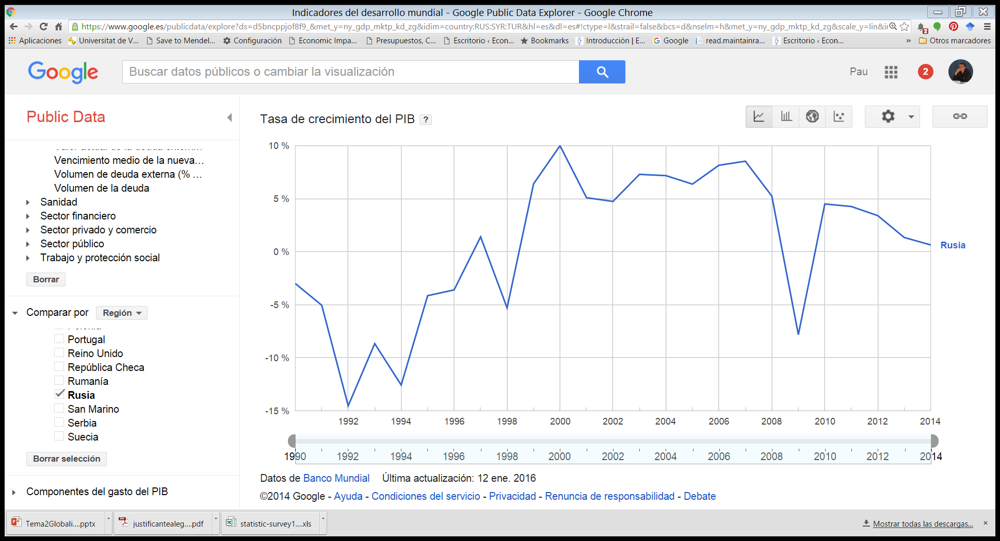 Indicadores del desarrollo mundial - Google Public Data Explorer - Google Chrome
https://www.google.es/publicdata/explore?ds=d5bncppjof8f9_&met_y=ny_gdp_mktp_kd_zg&idim=country:RUS:SYR:TUR&hl=es&dl=es#!ctype=l&strail=false&bcs=d&nselm=h&met_y=ny_gdp_mktp_kd_zg&scale_y=lin&i
2
Aplicaciones Universitat de V... Save to Mendel... Configuración Economic Impa... Presupuestos, C... Escritorio ‹ Econ... Bookmarks Introducción | E... Google read.maintainra... Escritorio ‹ Econ... » Otros marcadores
Google
Buscar datos públicos o cambiar la visualización
Pau
2
Public Data
Vencimiento medio de la nueva...
Volumen de deuda externa (% ...
Volumen de la deuda
Sanidad
Sector financiero
Sector privado y comercio
Sector público
Trabajo y protección social
Borrar
Comparar por Región
Portugal
Reino Unido
República Checa
Rumanía
Rusia
San Marino
Serbia
Suecia
Borrar selección
Componentes del gasto del PIB
Tasa de crecimiento del PIB ?
10 %
5 %
0 %
-5 %
-10 %
-15 %
Rusia
1992 1994 1996 1998 2000 2002 2004 2006 2008 2010 2012 2014
1990 1992 1994 1996 1998 2000 2002 2004 2006 2008 2010 2012 2014
Datos de Banco Mundial Última actualización: 12 ene. 2016
©2014 Google - Ayuda - Condiciones del servicio - Privacidad - Renuncia de responsabilidad - Debate
Tema2Globali....pptx justificantealeg....pdf statistic-survey1....xls Mostrar todas las descargas...